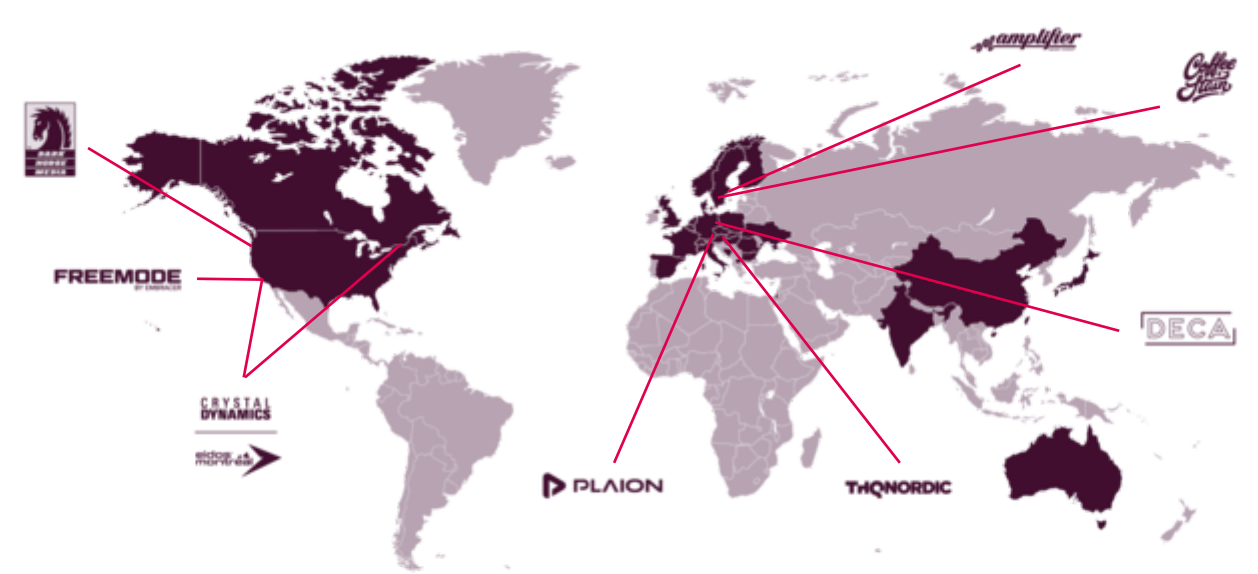 amplifier
Coffee
Stain
DARK
HORSE
MEDIA
FREEMODE
BY EMBRACER
DECA
CRYSTAL
DYNAMICS
eidos
montréal
PLAION
THQNORDIC